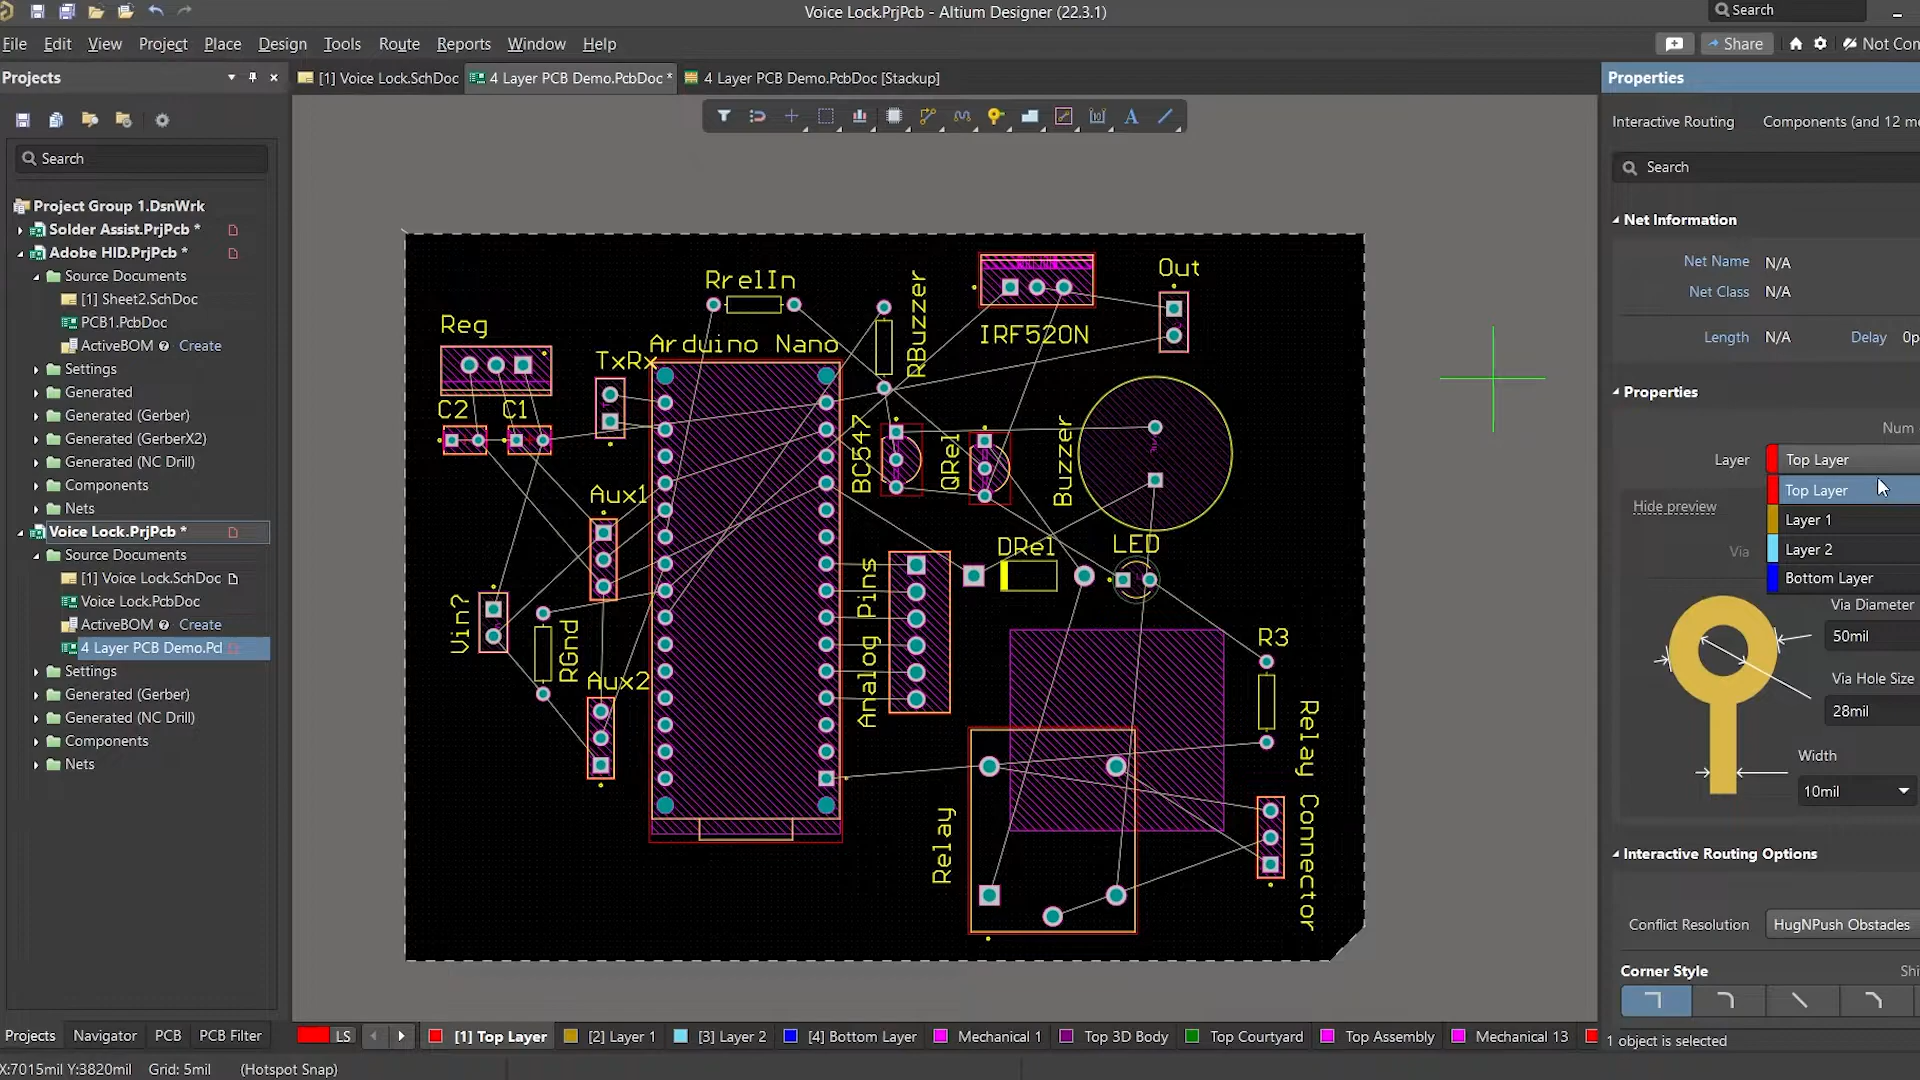 Voice Lock.PrjPcb - Altium Designer (22.3.1)
Search
File Edit View Project Place Design Tools Route Reports Window Help
Share
Not Con
Projects
[1] Voice Lock.SchDoc
4 Layer PCB Demo.PcbDoc *
4 Layer PCB Demo.PcbDoc [Stackup]
Properties
Search
Project Group 1.DsnWrk
Solder Assist.PrjPcb *
Adobe HID.PrjPcb *
Source Documents
[1] Sheet2.SchDoc
PCB1.PcbDoc
ActiveBOM Create
Settings
Generated
Generated (Gerber)
Generated (GerberX2)
Generated (NC Drill)
Components
Nets
Voice Lock.PrjPcb *
Source Documents
[1] Voice Lock.SchDoc
Voice Lock.PcbDoc
ActiveBOM Create
4 Layer PCB Demo.Pcl
Settings
Generated (Gerber)
Generated (NC Drill)
Components
Nets
Projects Navigator PCB PCB Filter
RrelIn
RBuzzer
Out
IRF520N
Reg
Arduino Nano
TxRx
C2
C1
BC547
QRel
Buzzer
Aux1
DRel
LED
Analog Pins
Vin?
RGnd
Aux2
R3
Relay
Relay Connector
Interactive Routing
Components (and 12 mo
Search
Net Information
Net Name N/A
Net Class N/A
Length N/A
Delay 0p
Properties
Num
Layer Top Layer
Top Layer
Hide preview
Layer 1
Via
Layer 2
Bottom Layer
Via Diameter
50mil
Via Hole Size
28mil
Width
10mil
Interactive Routing Options
Conflict Resolution HugNPush Obstacles
Corner Style
Shi
1 object is selected
LS
[1] Top Layer
[2] Layer 1
[3] Layer 2
[4] Bottom Layer
Mechanical 1
Top 3D Body
Top Courtyard
Top Assembly
Mechanical 13
X:7015mil Y:3820mil Grid: 5mil (Hotspot Snap)